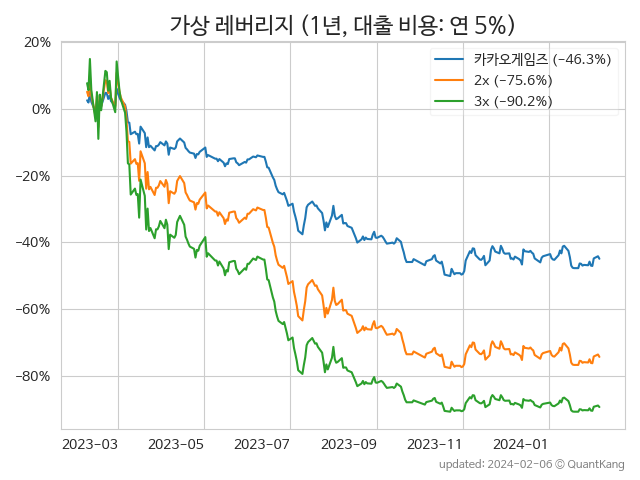 가상 레버리지 (1년, 대출 비용: 연 5%)
카카오게임즈 (−46.3%)
2x (−75.6%)
3x (−90.2%)
20%
0%
−20%
−40%
−60%
−80%
2023-03 2023-05 2023-07 2023-09 2023-11 2024-01
updated: 2024-02-06 © QuantKang